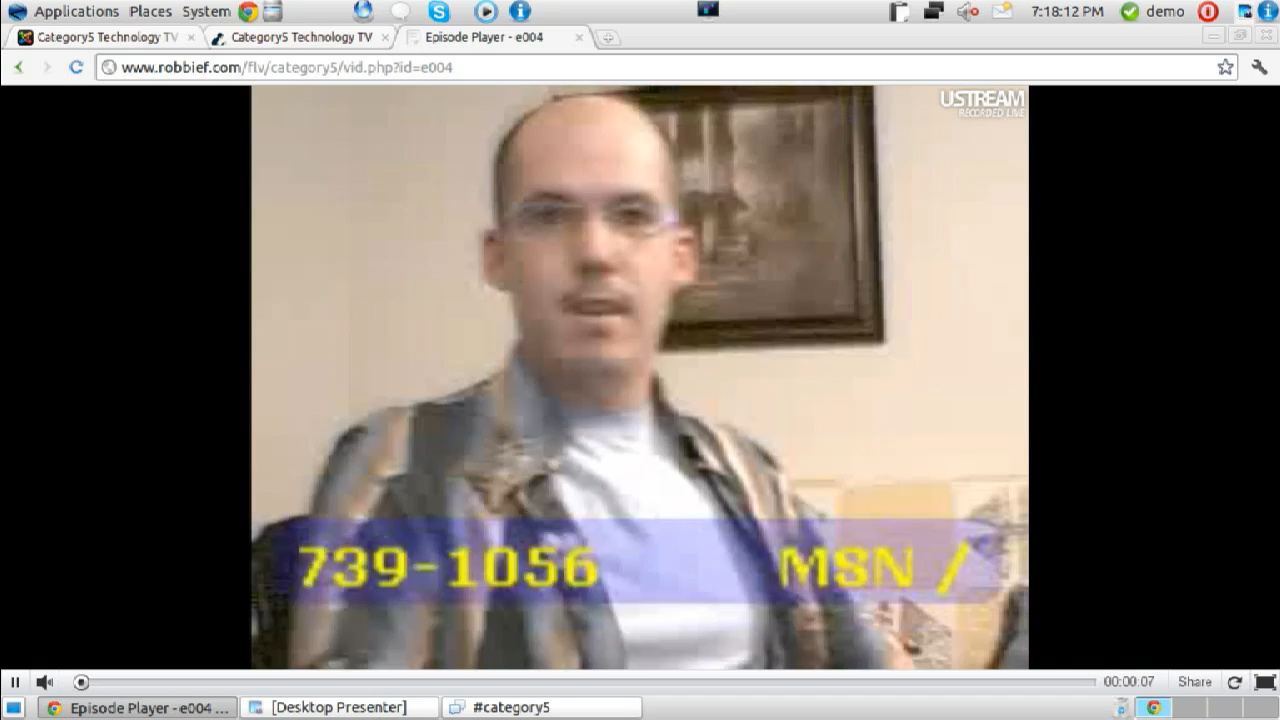 Applications Places System 7:18:12 PM demo
Category5 Technology TV Category5 Technology TV Episode Player - e004
www.robbief.com/flv/category5/vid.php?id=e004
USTREAM
RECORDED LIVE
739-1056 MSN /
00:00:07 Share
Episode Player - e004 ... [Desktop Presenter] #category5